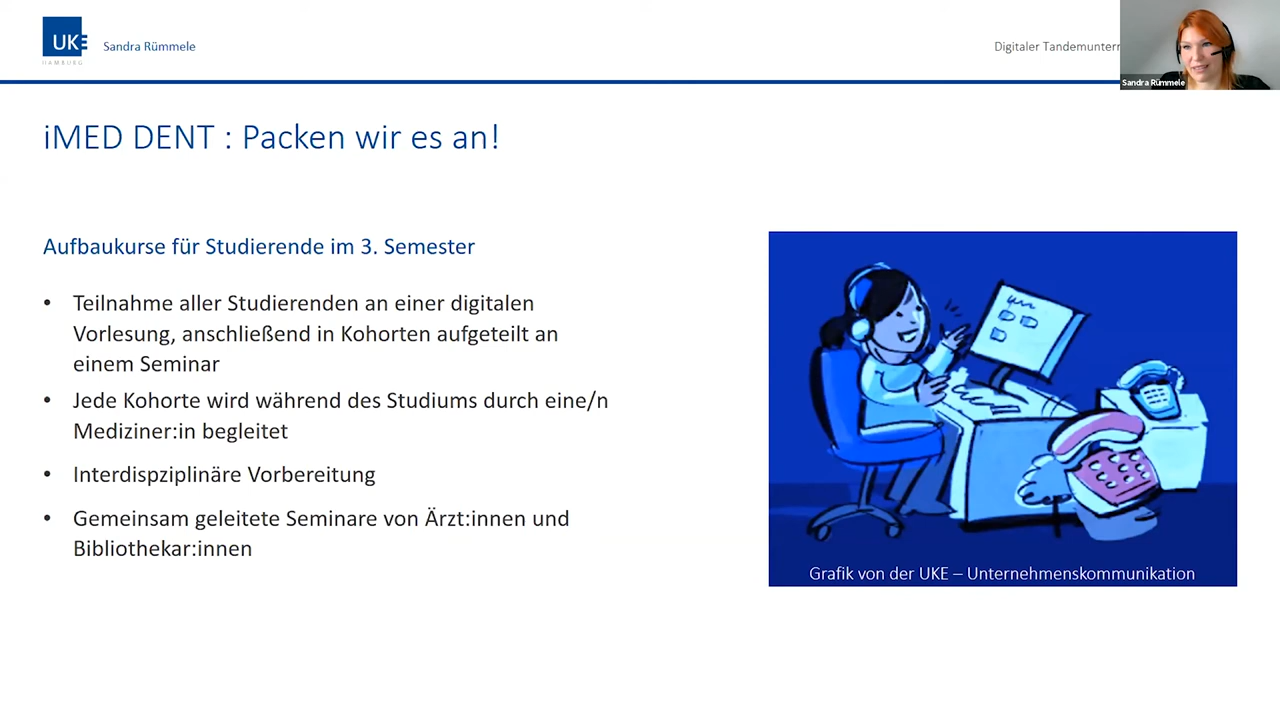 UKE
HAMBURG
Sandra Rümmele
Digitaler
Sandra Rümmele
iMED DENT : Packen wir es an!
Aufbaukurse für Studierende im 3. Semester
• Teilnahme aller Studierenden an einer digitalen
Vorlesung, anschließend in Kohorten aufgeteilt an
einem Seminar
• Jede Kohorte wird während des Studiums durch eine/n
Mediziner:in begleitet
• Interdispziplinäre Vorbereitung
• Gemeinsam geleitete Seminare von Ärzt:innen und
Bibliothekar:innen
Grafik von der UKE – Unternehmenskommunikation